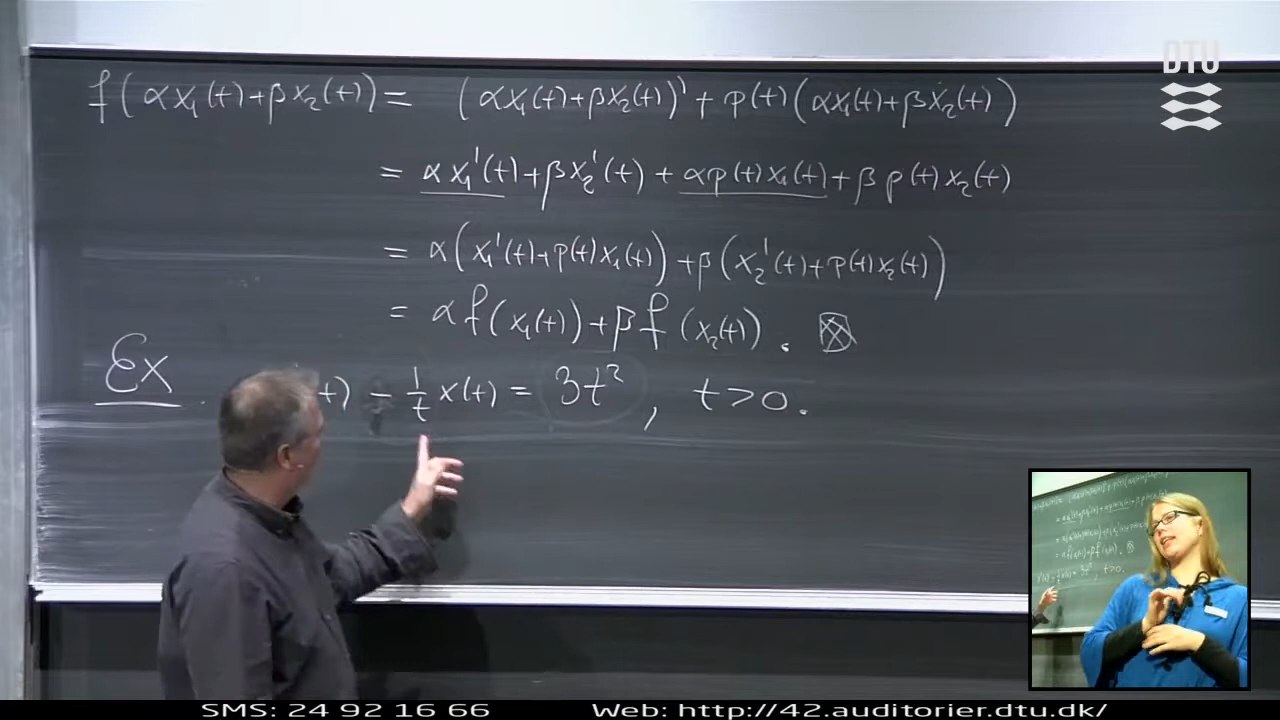 f(αx₁(t)+βx₂(t)) = (αx₁(t)+βx₂(t))' + p(t)(αx₁(t)+βx₂(t))
= αx₁'(t)+βx₂'(t) + αp(t)x₁(t) + βp(t)x₂(t)
= α(x₁'(t)+p(t)x₁(t)) + β(x₂'(t)+p(t)x₂(t))
= αf(x₁(t)) + βf(x₂(t)).
Ex. t) − 1/t x(t) = 3t², t>0.
DTU
SMS: 24 92 16 66 Web: http://42.auditorier.dtu.dk/